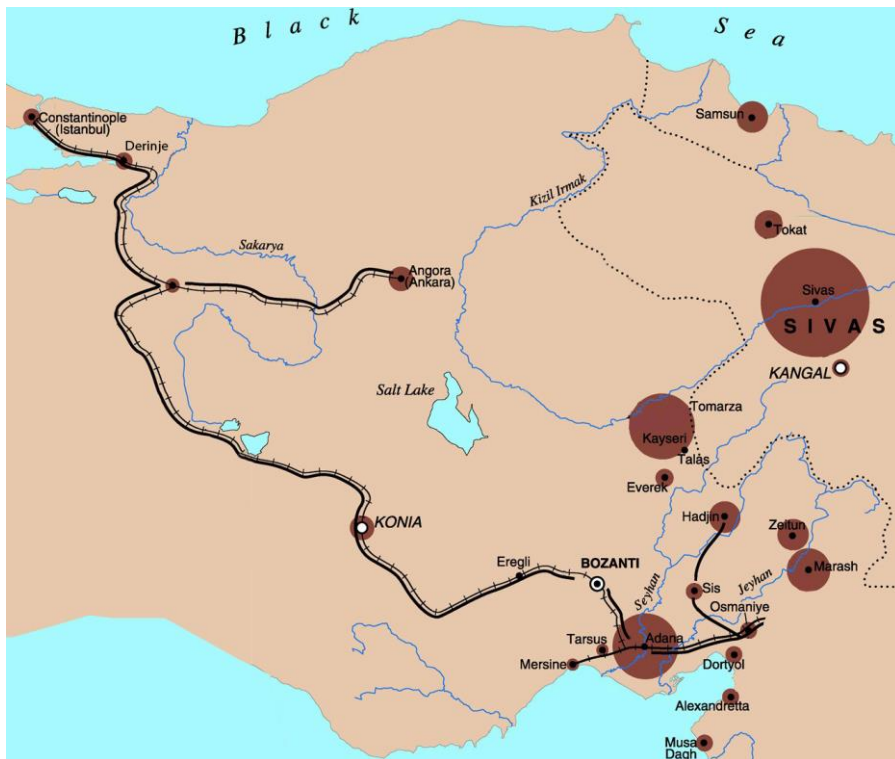 Black Sea
Constantinople
(Istanbul)
Derinje
Samsun
Kizil Irmak
Tokat
Sakarya
Angora
(Ankara)
Sivas
SIVAS
KANGAL
Salt Lake
Tomarza
Kayseri
Talas
Everek
Hadjin
Zeitun
KONIA
Eregli
BOZANTI
Marash
Seyhan
Jeyhan
Sis
Osmaniye
Tarsus
Adana
Mersine
Dortyol
Alexandretta
Musa
Dagh